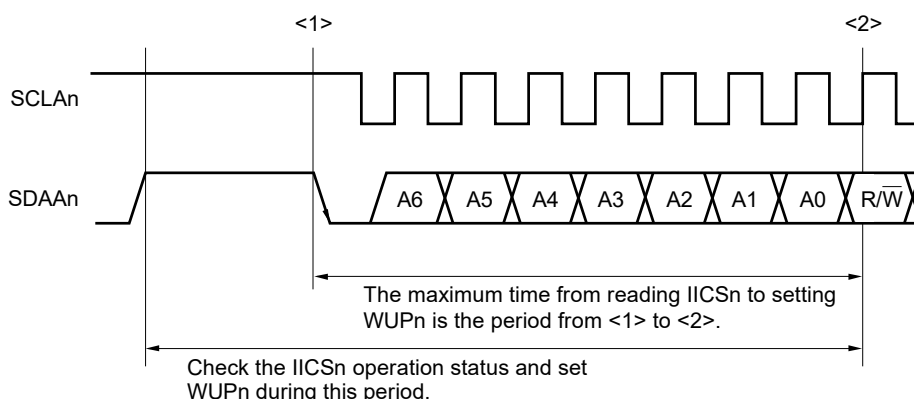 <1> <2>
SCLAn
SDAAn A6 A5 A4 A3 A2 A1 A0 R/W̅
The maximum time from reading IICSn to setting
WUPn is the period from <1> to <2>.
Check the IICSn operation status and set
WUPn during this period.